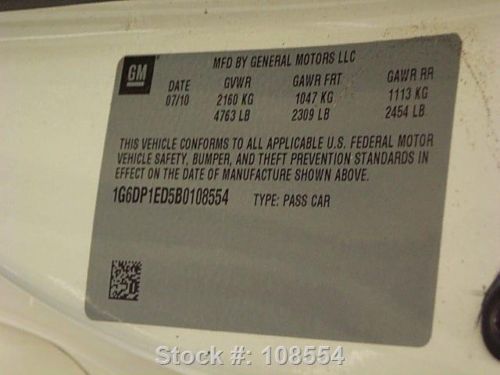 GM
MFD BY GENERAL MOTORS LLC
DATE GVWR GAWR FRT GAWR RR
07/10 2160 KG 1047 KG 1113 KG
4763 LB 2309 LB 2454 LB
THIS VEHICLE CONFORMS TO ALL APPLICABLE U.S. FEDERAL MOTOR
VEHICLE SAFETY, BUMPER, AND THEFT PREVENTION STANDARDS IN
EFFECT ON THE DATE OF MANUFACTURE SHOWN ABOVE.
1G6DP1ED5B0108554 TYPE: PASS CAR
Stock #: 108554